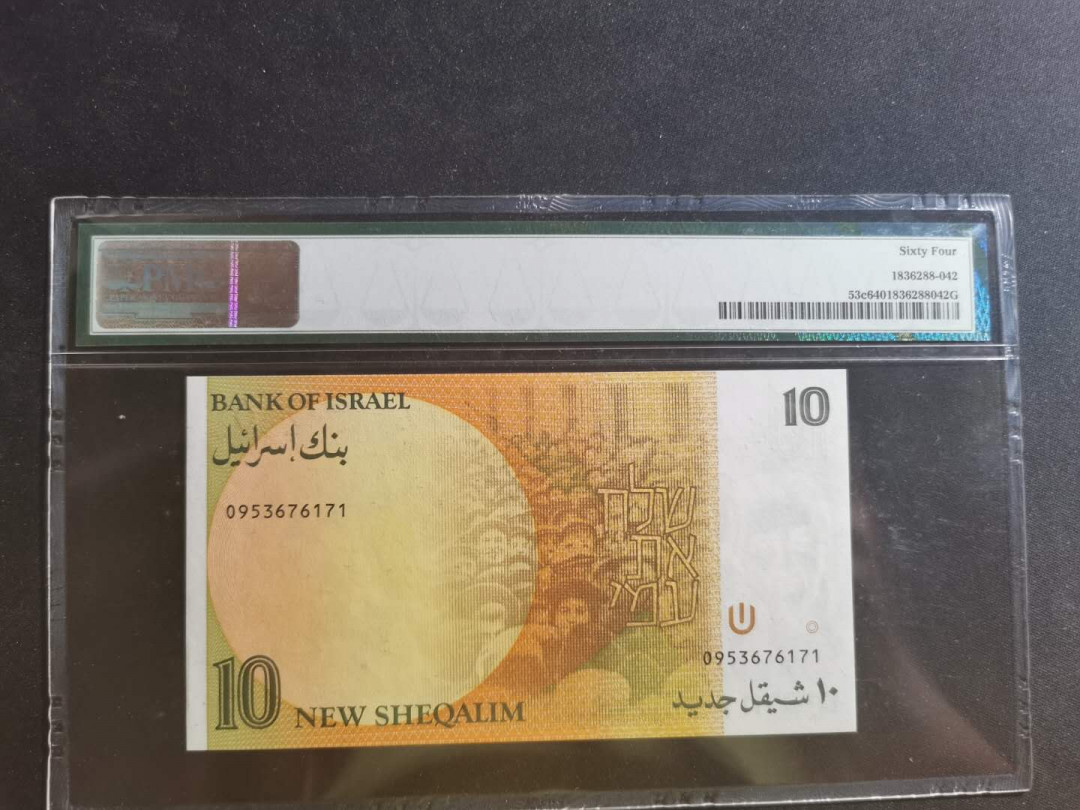 PMG
Sixty Four
1836288-042
53c6401836288042G
BANK OF ISRAEL
10
بنك إسرائيل
0953676171
שלח
את
עמי
0953676171
10 NEW SHEQALIM
١٠ شيقل جديد